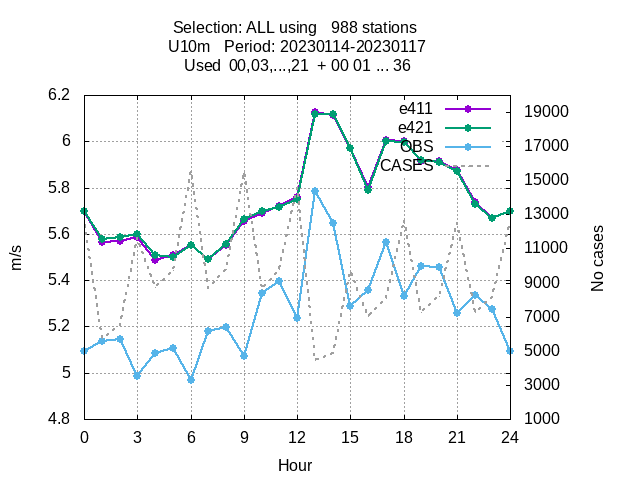 Selection: ALL using   988 stations
U10m   Period: 20230114-20230117
Used  00,03,...,21  + 00 01 ... 36
e411
e421
OBS
CASES
6.2
6
5.8
5.6
5.4
5.2
5
4.8
m/s
19000
17000
15000
13000
11000
9000
7000
5000
3000
1000
No cases
0 3 6 9 12 15 18 21 24
Hour